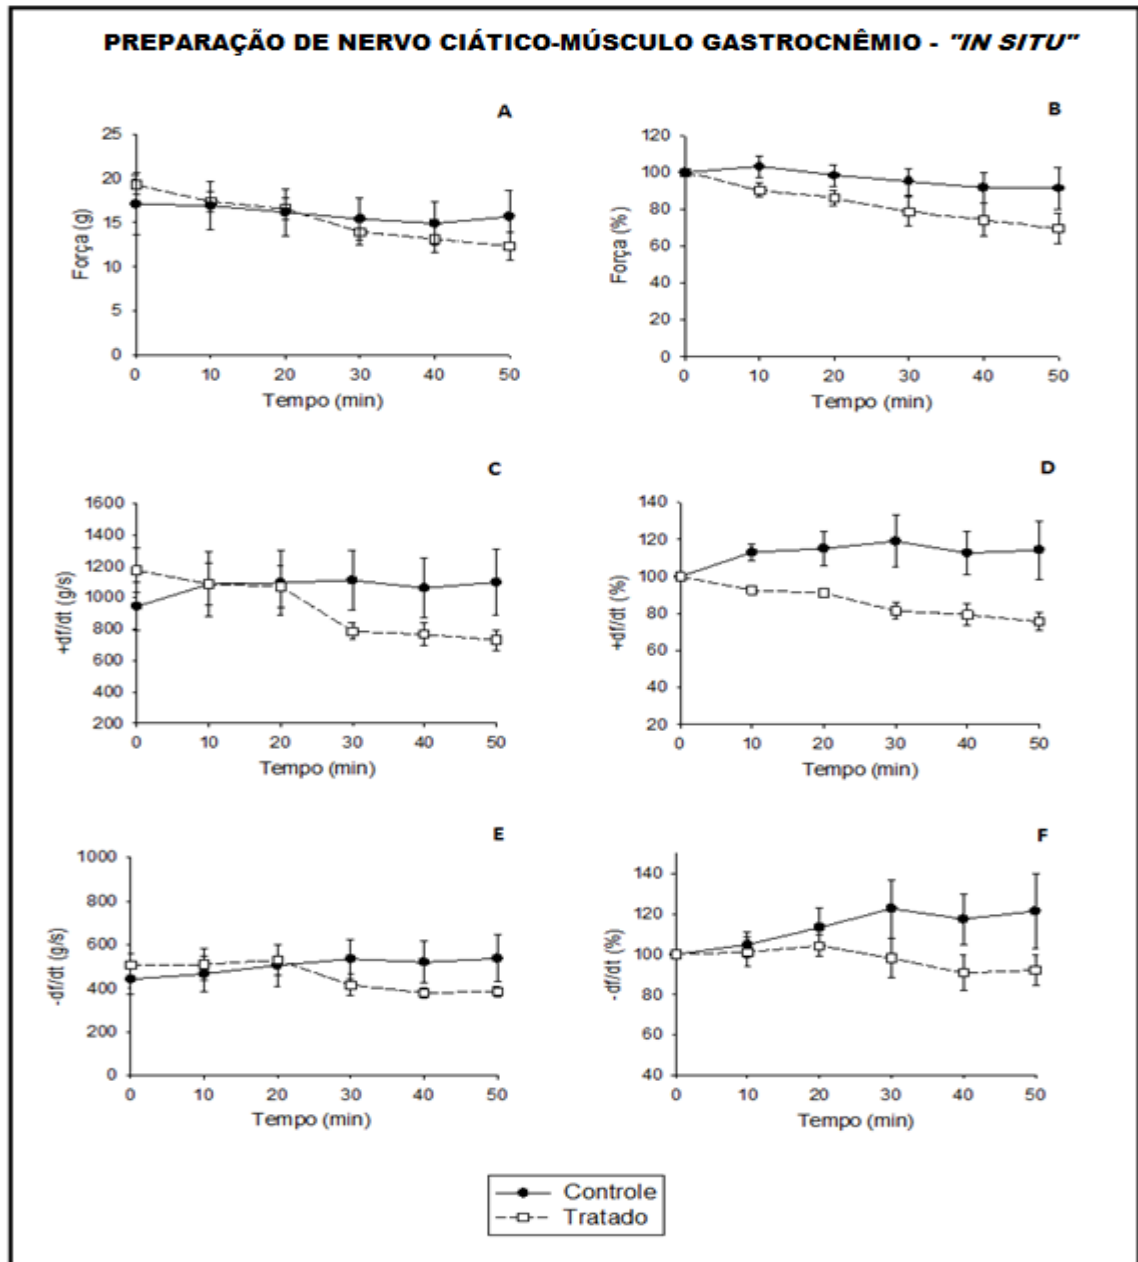 PREPARAÇÃO DE NERVO CIÁTICO-MÚSCULO GASTROCNÊMIO - "IN SITU"
A
25
20
15
10
5
0
Força (g)
0 10 20 30 40 50
Tempo (min)
B
120
100
80
60
40
20
0
Força (%)
0 10 20 30 40 50
Tempo (min)
C
1600
1400
1200
1000
800
600
400
200
+df/dt (g/s)
0 10 20 30 40 50
Tempo (min)
D
140
120
100
80
60
40
20
+df/dt (%)
0 10 20 30 40 50
Tempo (min)
E
1000
800
600
400
200
0
-df/dt (g/s)
0 10 20 30 40 50
Tempo (min)
F
140
120
100
80
60
40
-df/dt (%)
0 10 20 30 40 50
Tempo (min)
Controle
Tratado